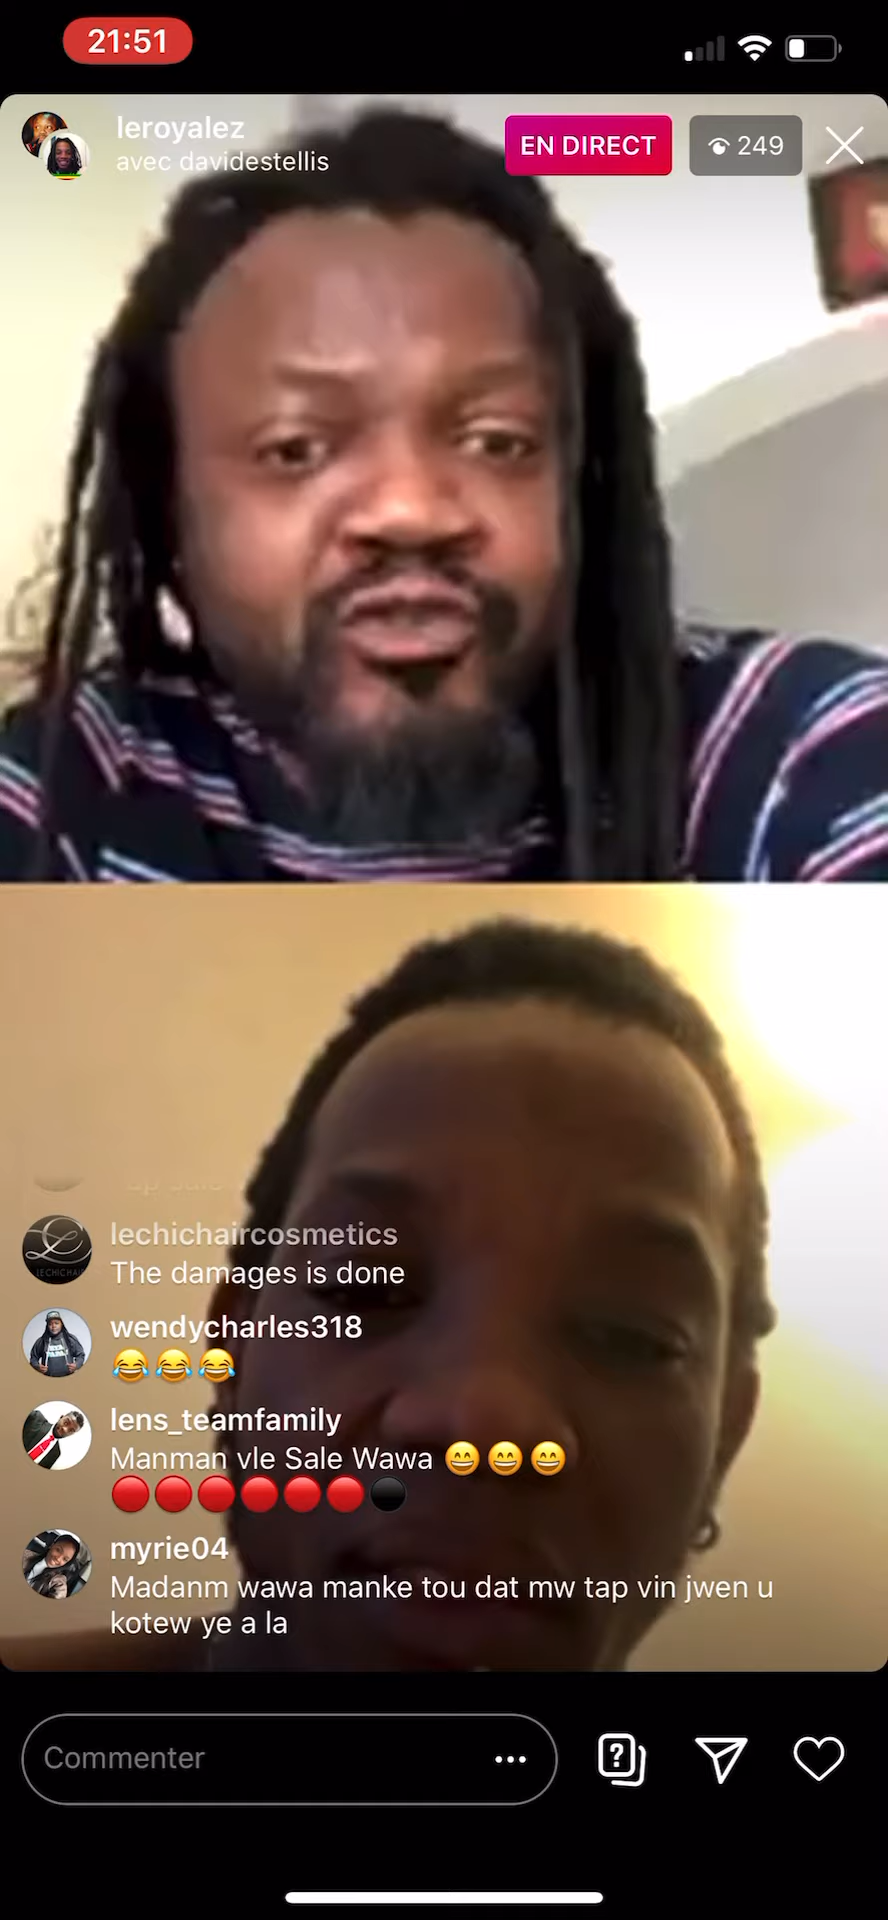 21:51
leroyalez
avec davidestellis
EN DIRECT
249
lechichaircosmetics
The damages is done
wendycharles318
😂😂😂
lens_teamfamily
Manman vle Sale Wawa 😄😄😄
🔴🔴🔴🔴🔴🔴⚫
myrie04
Madanm wawa manke tou dat mw tap vin jwen u
kotew ye a la
Commenter